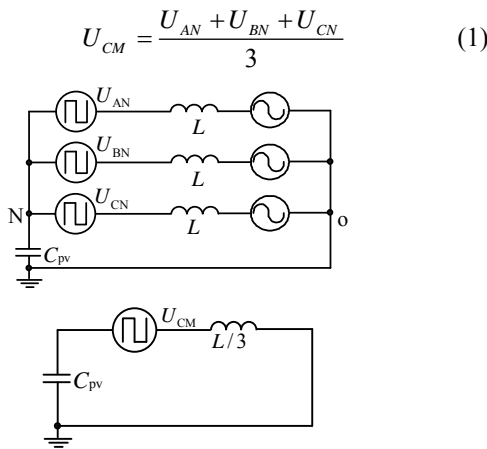 U_CM = (U_AN + U_BN + U_CN) / 3 (1)
U_AN
L
U_BN
L
N U_CN o
L
C_pv
U_CM
L/3
C_pv